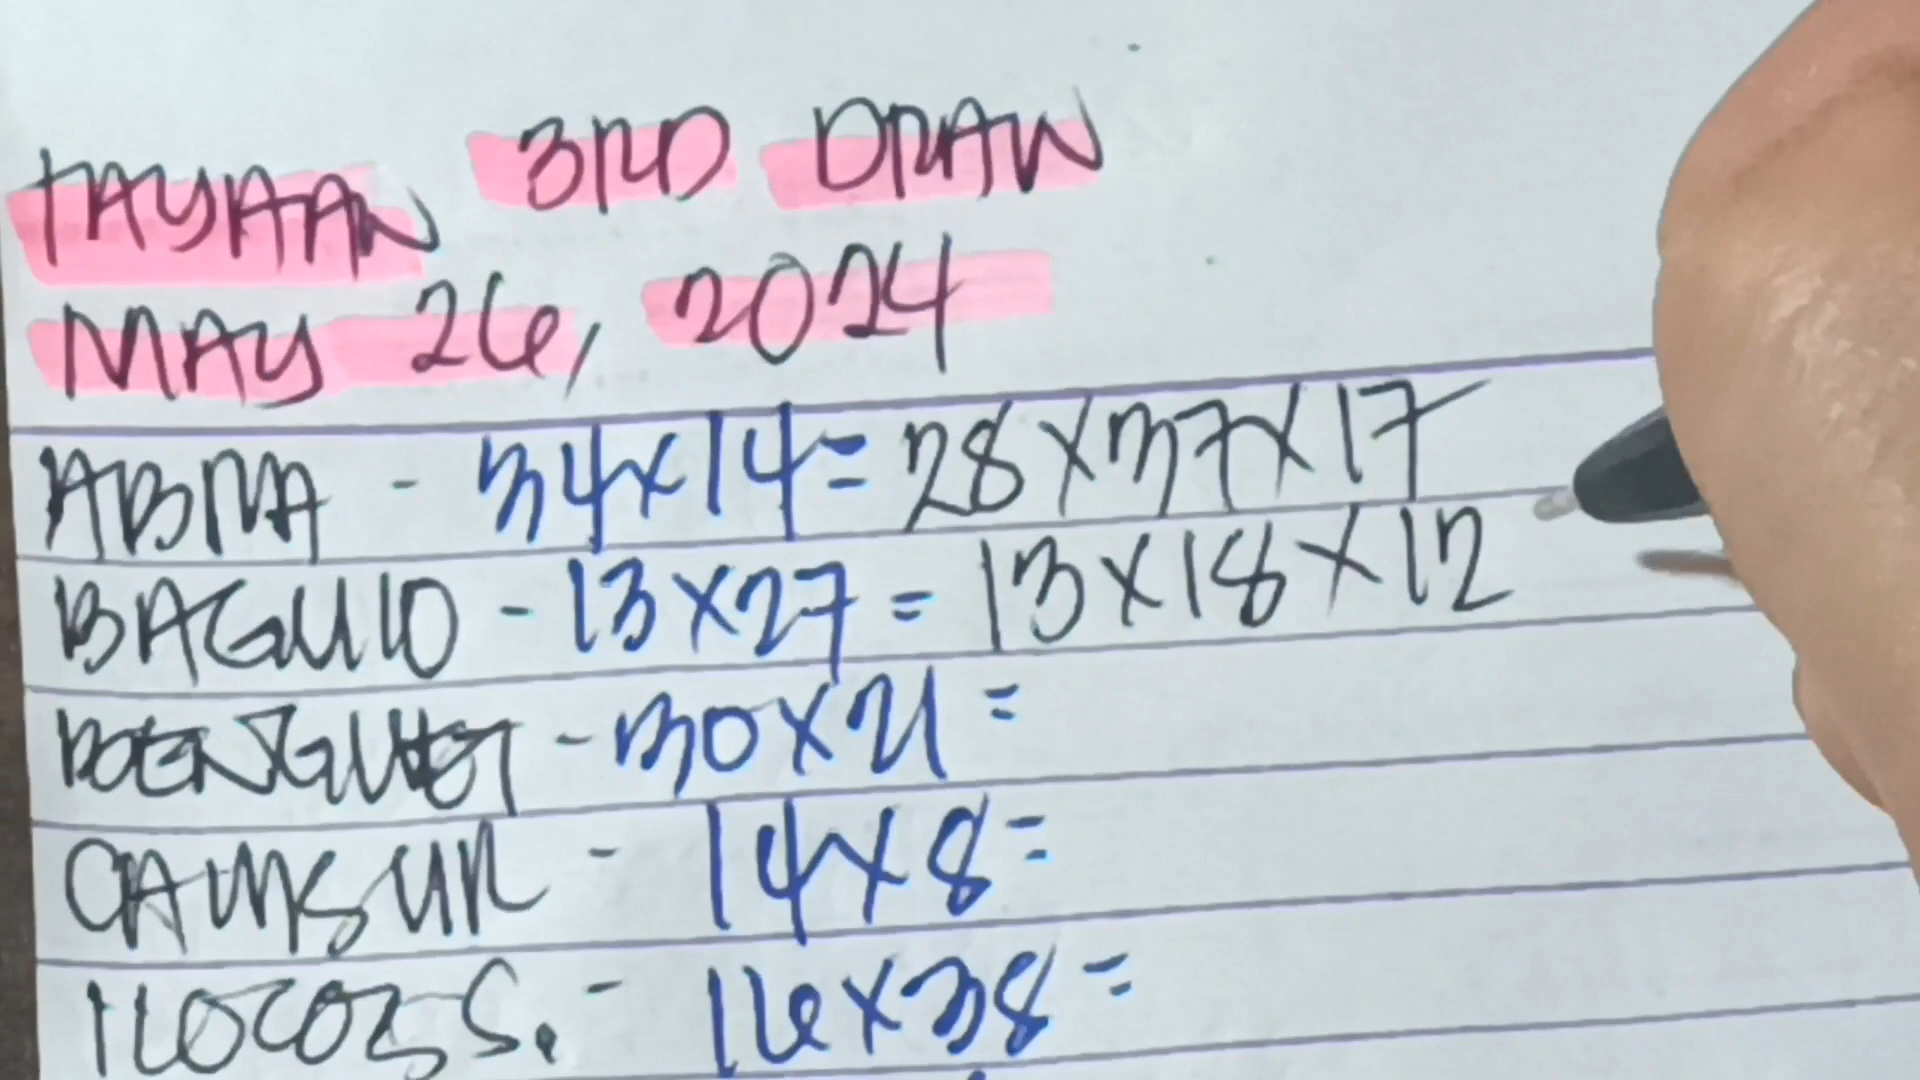 TAYAAN 3RD DRAW
MAY 26, 2024
ABRA - 34x14= 28x37x17
BAGUIO - 13x27 = 13x18x12
BENGUET - 30x21 =
CAMSUR - 14x8=
ILOCOS S. - 16x38=